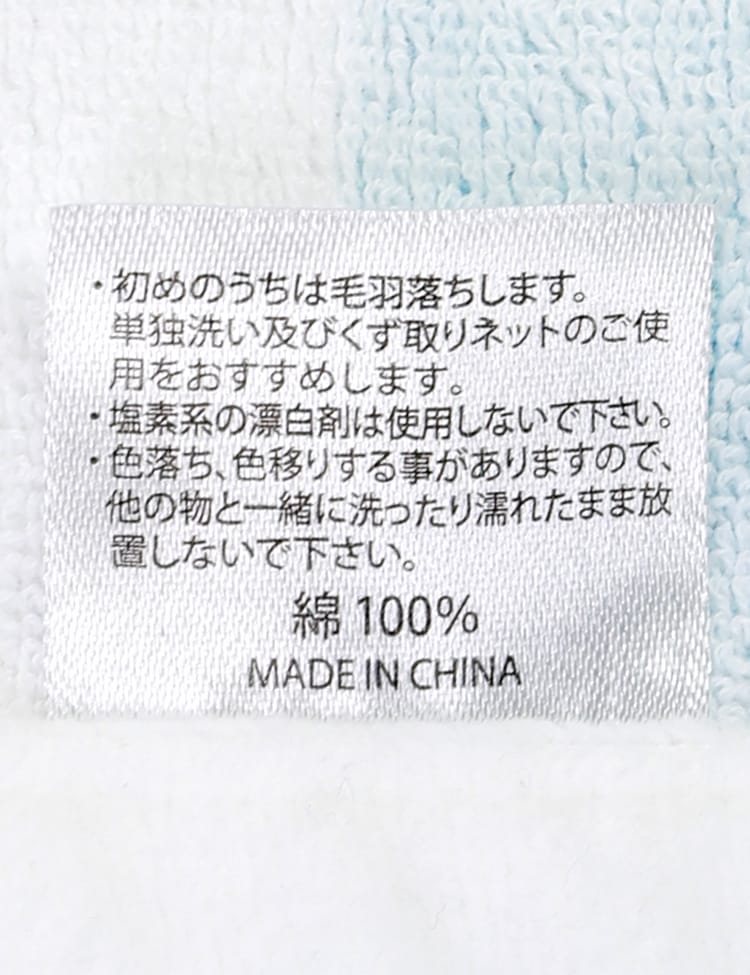 ・初めのうちは毛羽落ちします。
単独洗い及びくず取りネットのご使
用をおすすめします。
・塩素系の漂白剤は使用しないで下さい。
・色落ち、色移りする事がありますので、
他の物と一緒に洗ったり濡れたまま放
置しないで下さい。
綿 100%
MADE IN CHINA